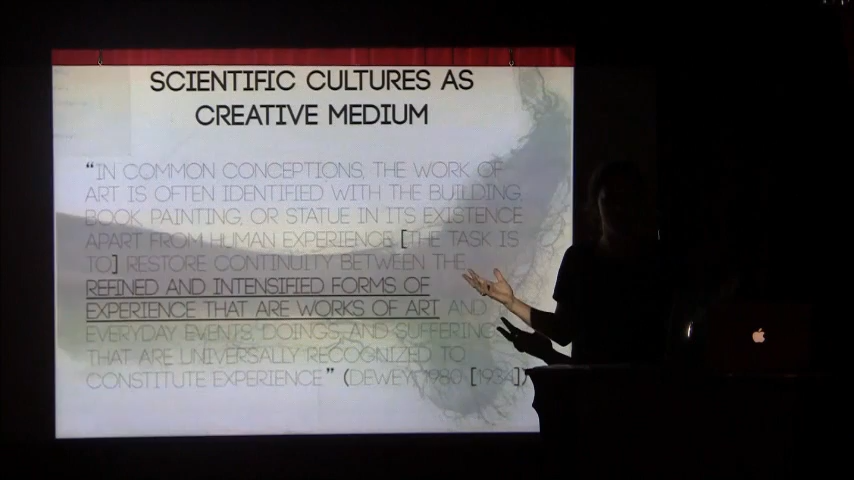 SCIENTIFIC CULTURES AS
CREATIVE MEDIUM
“IN COMMON CONCEPTIONS, THE WORK OF
ART IS OFTEN IDENTIFIED WITH THE BUILDING,
BOOK PAINTING, OR STATUE IN ITS EXISTENCE
APART FROM HUMAN EXPERIENCE. [THE TASK IS
TO] RESTORE CONTINUITY BETWEEN THE
REFINED AND INTENSIFIED FORMS OF
EXPERIENCE THAT ARE WORKS OF ART AND
EVERYDAY EVENTS, DOINGS, AND SUFFERING
THAT ARE UNIVERSALLY RECOGNIZED TO
CONSTITUTE EXPERIENCE” (DEWEY, 1980 [1934])